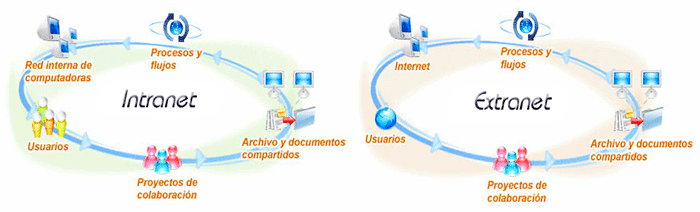 Red interna de
computadoras
Procesos y
flujos
Intranet
Usuarios
Archivo y documentos
compartidos
Proyectos de
colaboración
Internet
Procesos y
flujos
Extranet
Usuarios
Archivo y documentos
compartidos
Proyectos de
colaboración